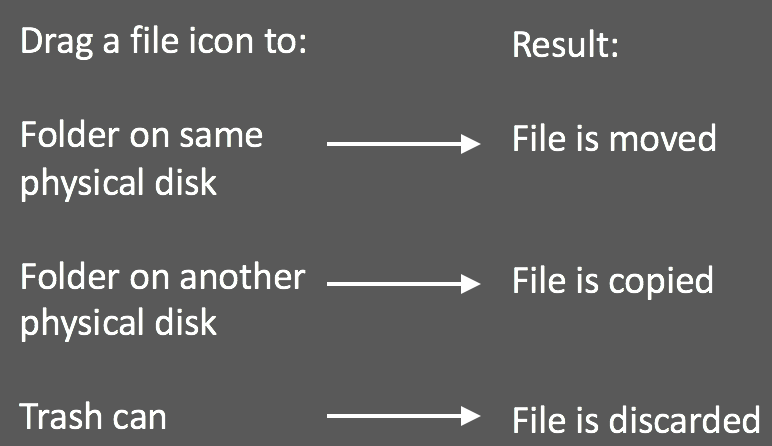 Drag a file icon to:
Result:
Folder on same
physical disk
File is moved
Folder on another
physical disk
File is copied
Trash can
File is discarded